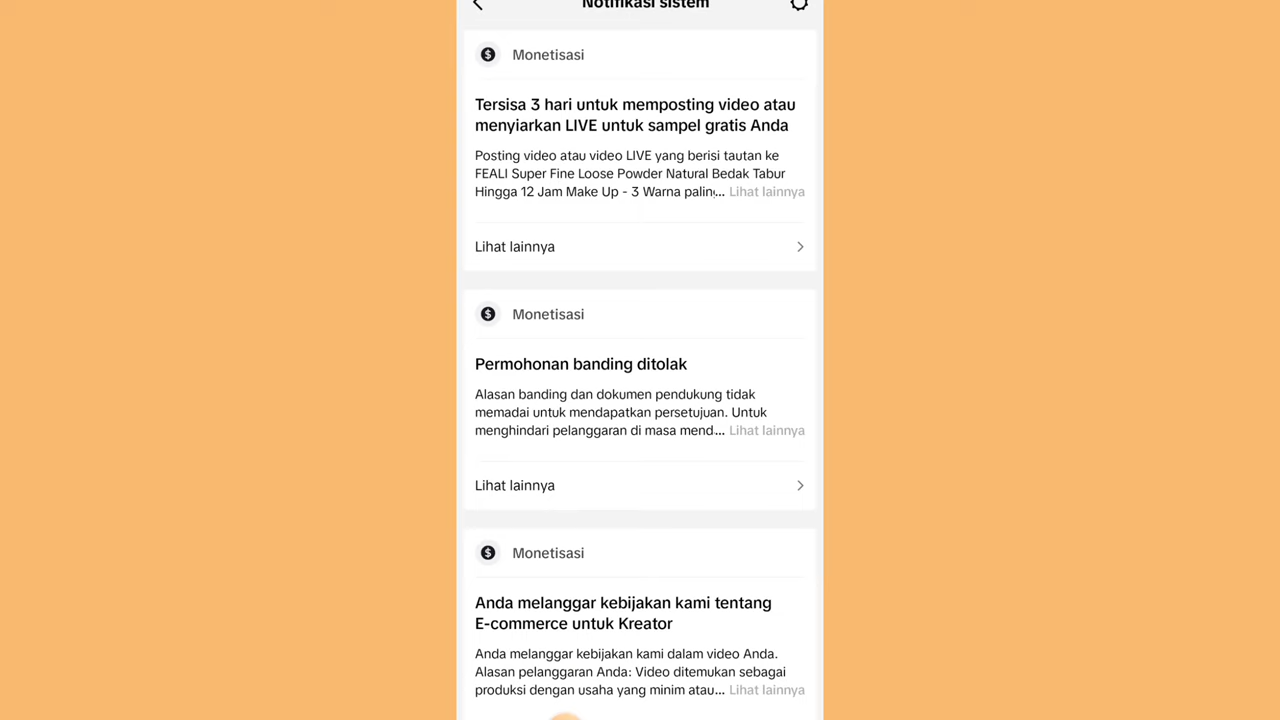 Notifikasi sistem
Monetisasi
Tersisa 3 hari untuk memposting video atau
menyiarkan LIVE untuk sampel gratis Anda
Posting video atau video LIVE yang berisi tautan ke
FEALI Super Fine Loose Powder Natural Bedak Tabur
Hingga 12 Jam Make Up - 3 Warna paling... Lihat lainnya
Lihat lainnya
Monetisasi
Permohonan banding ditolak
Alasan banding dan dokumen pendukung tidak
memadai untuk mendapatkan persetujuan. Untuk
menghindari pelanggaran di masa mend... Lihat lainnya
Lihat lainnya
Monetisasi
Anda melanggar kebijakan kami tentang
E-commerce untuk Kreator
Anda melanggar kebijakan kami dalam video Anda.
Alasan pelanggaran Anda: Video ditemukan sebagai
produksi dengan usaha yang minim atau... Lihat lainnya